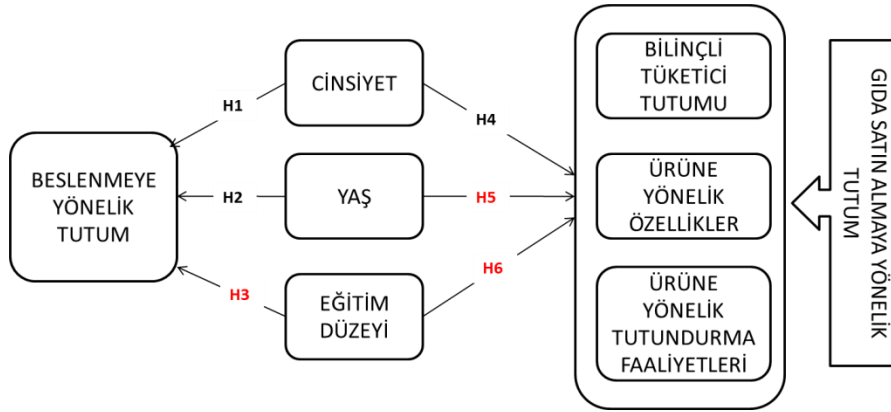 BESLENMEYE
YÖNELİK
TUTUM
H1
H2
H3
CİNSİYET
YAŞ
EĞİTİM
DÜZEYİ
H4
H5
H6
BİLİNÇLİ
TÜKETİCİ
TUTUMU
ÜRÜNE
YÖNELİK
ÖZELLİKLER
ÜRÜNE
YÖNELİK
TUTUNDURMA
FAALİYETLERİ
GIDA SATIN ALMAYA YÖNELİK
TUTUM